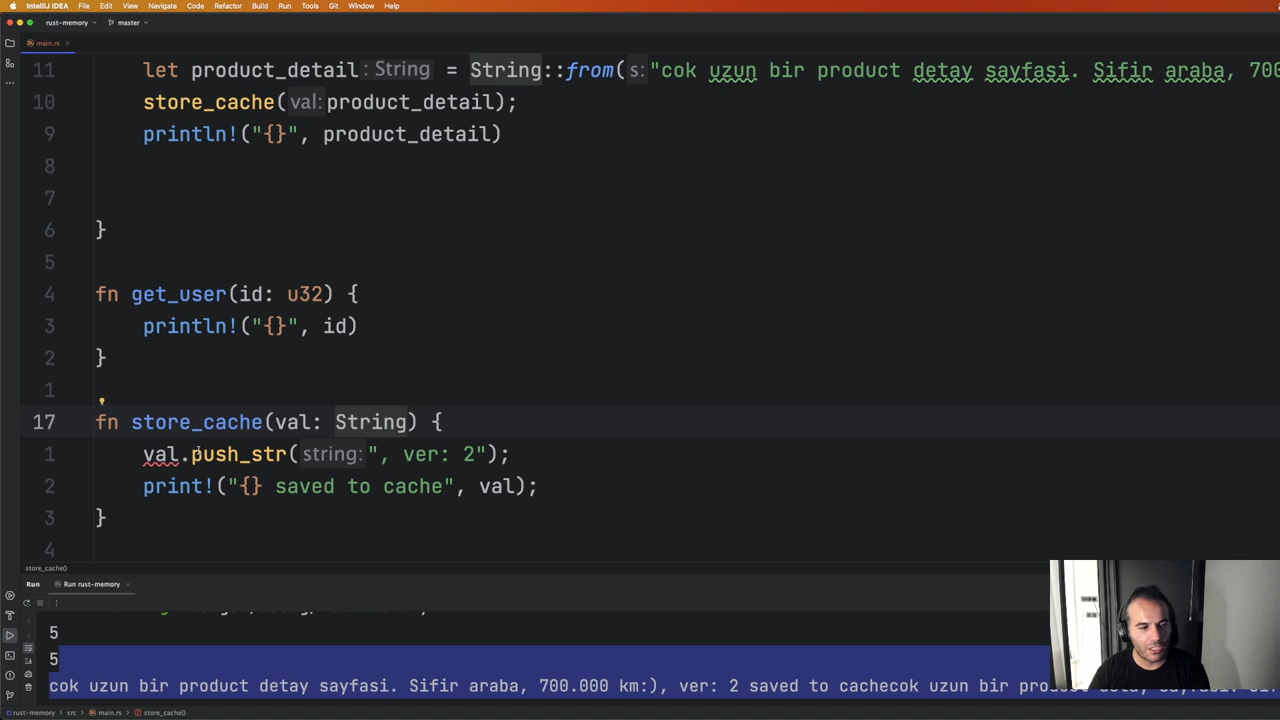 IntelliJ IDEA File Edit View Navigate Code Refactor Build Run Tools Git Window Help
rust-memory master
main.rs
11 let product_detail : String = String::from( s: "cok uzun bir product detay sayfasi. Sifir araba, 700
10 store_cache( val: product_detail);
9 println!("{}", product_detail)
8
7
6 }
5
4 fn get_user(id: u32) {
3 println!("{}", id)
2 }
1
17 fn store_cache(val: String) {
1 val.push_str( string: ", ver: 2");
2 print!("{} saved to cache", val);
3 }
4
store_cache()
Run Run rust-memory
5
5
cok uzun bir product detay sayfasi. Sifir araba, 700.000 km:), ver: 2 saved to cachecok uzun bir product detay sayfasi. Sif
rust-memory src main.rs store_cache()